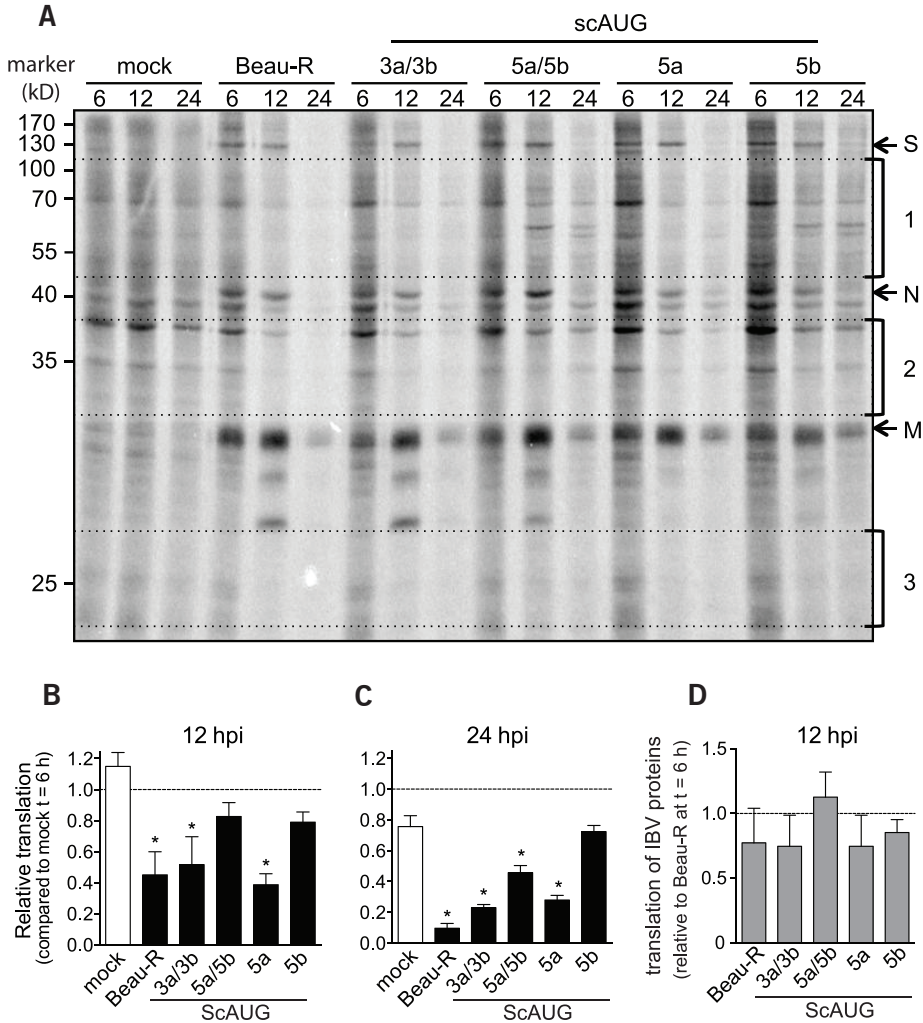 A
scAUG
marker
(kD)
mock Beau-R 3a/3b 5a/5b 5a 5b
6 12 24 6 12 24 6 12 24 6 12 24 6 12 24 6 12 24
170
130
100
70
55
40
35
25
S
1
N
2
M
3
B
12 hpi
Relative translation
(compared to mock t = 6 h)
1.2
1.0
0.8
0.6
0.4
0.2
0.0
* * *
mock Beau-R 3a/3b 5a/5b 5a 5b
ScAUG
C
24 hpi
1.2
1.0
0.8
0.6
0.4
0.2
0.0
* * * *
mock Beau-R 3a/3b 5a/5b 5a 5b
ScAUG
D
12 hpi
translation of IBV proteins
(relative to Beau-R at t = 6 h)
1.5
1.0
0.5
0
Beau-R 3a/3b 5a/5b 5a 5b
ScAUG